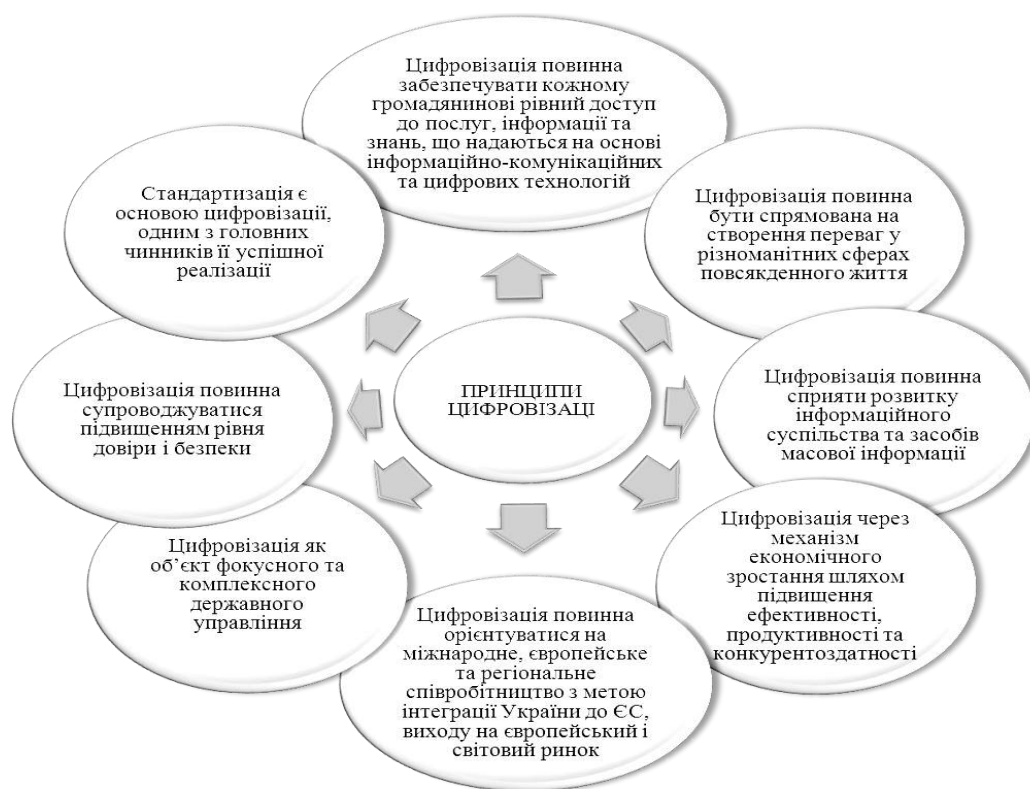 Цифровізація повинна
забезпечувати кожному
громадянинові рівний доступ
до послуг, інформації та
знань, що надаються на основі
інформаційно-комунікаційних
та цифрових технологій
Цифровізація повинна
бути спрямована на
створення переваг у
різноманітних сферах
повсякденного життя
Цифровізація повинна
сприяти розвитку
інформаційного
суспільства та засобів
масової інформації
Цифровізація через
механізм
економічного
зростання шляхом
підвищення
ефективності,
продуктивності та
конкурентоздатності
Цифровізація повинна
орієнтуватися на
міжнародне, європейське
та регіональне
співробітництво з метою
інтеграції України до ЄС,
виходу на європейський і
світовий ринок
Цифровізація як
об’єкт фокусного та
комплексного
державного
управління
Цифровізація повинна
супроводжуватися
підвищенням рівня
довіри і безпеки
Стандартизація є
основою цифровізації,
одним з головних
чинників її успішної
реалізації
ПРИНЦИПИ
ЦИФРОВІЗАЦІ